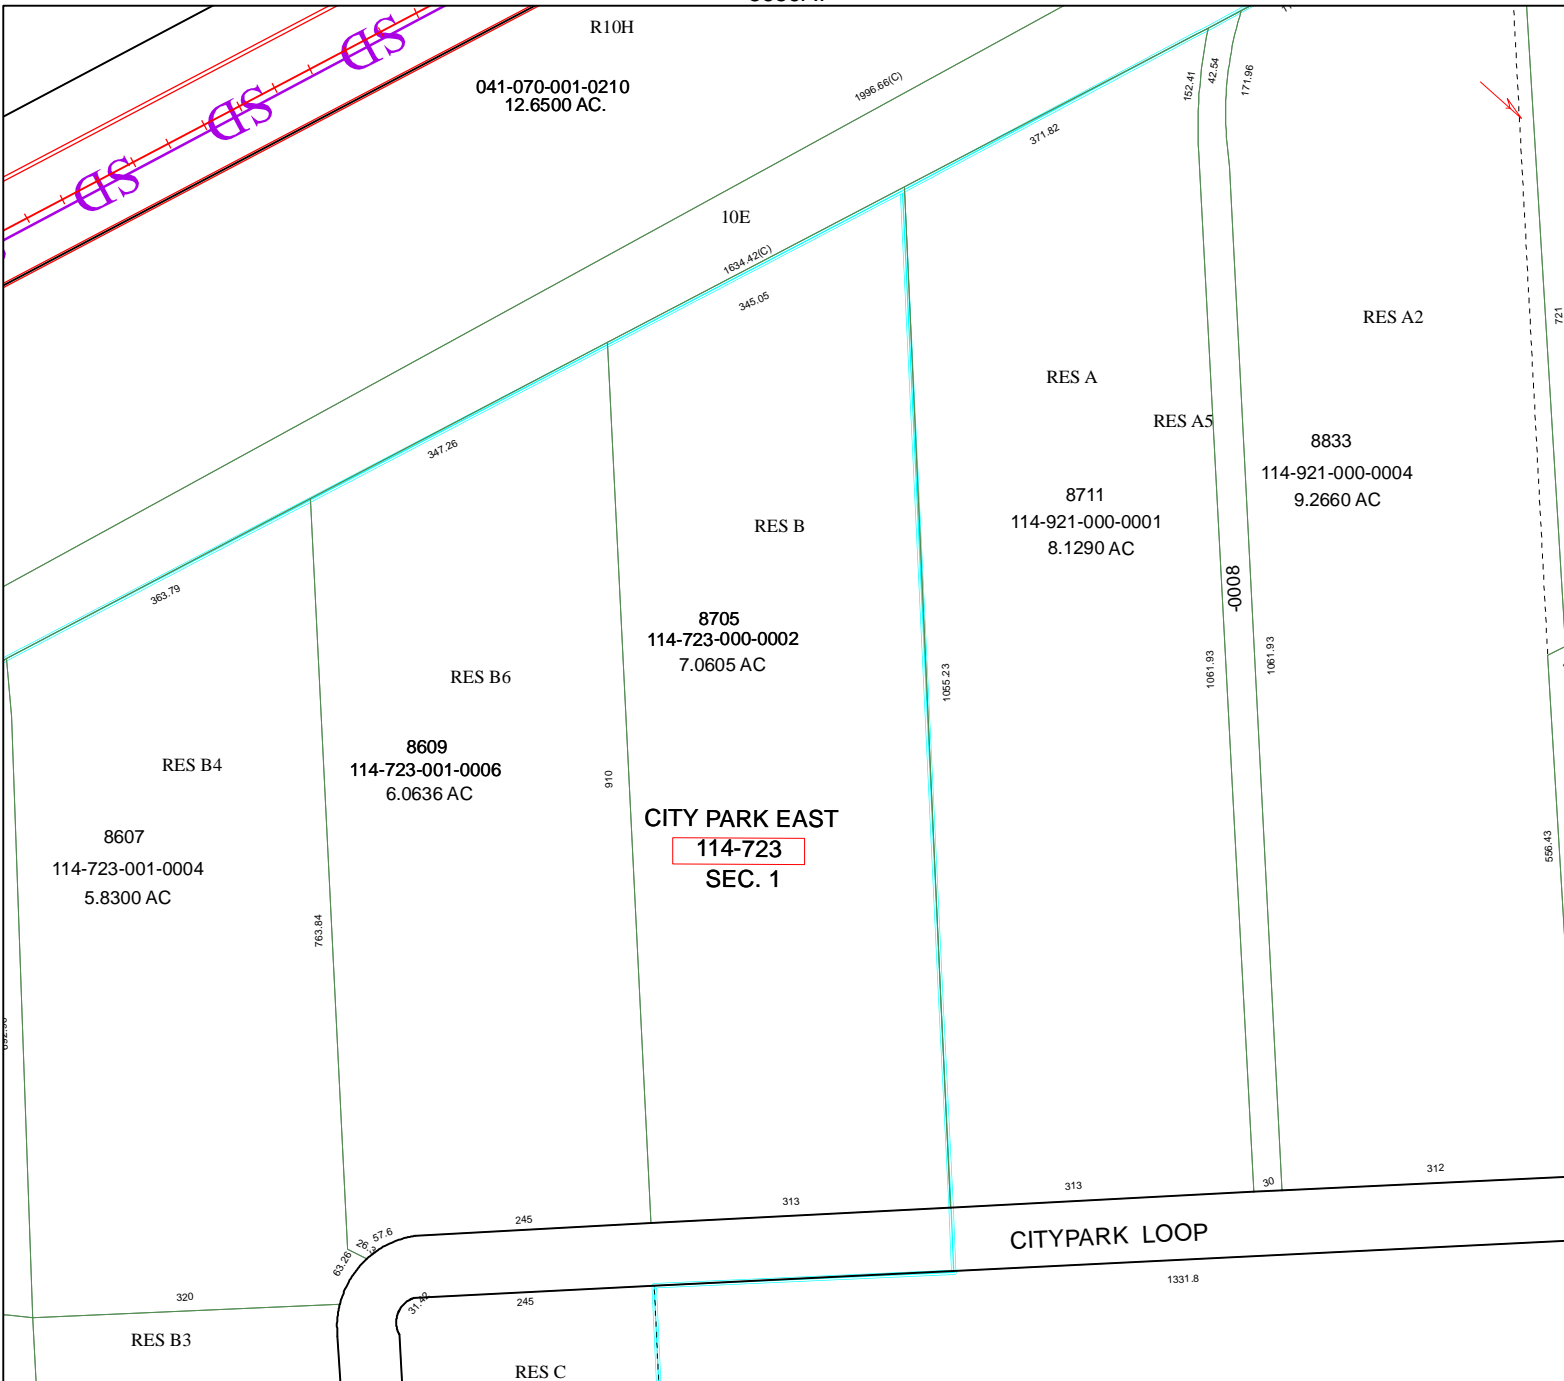 R10H
041-070-001-0210
12.6500 AC.
SD
SD
SD
1996.66(C)
371.82
152.41
42.54
171.96
10E
1634.42(C)
345.05
347.26
363.79
RES A2
721
RES A
RES A5
8833
114-921-000-0004
9.2660 AC
8711
114-921-000-0001
8.1290 AC
RES B
-0008
8705
114-723-000-0002
7.0605 AC
1055.23
1061.93
1061.93
RES B6
8609
114-723-001-0006
6.0636 AC
910
RES B4
8607
114-723-001-0004
5.8300 AC
CITY PARK EAST
114-723
SEC. 1
556.43
763.84
313
313
30
312
245
57.6
63.26
CITYPARK LOOP
1331.8
320
31.42
245
RES B3
RES C